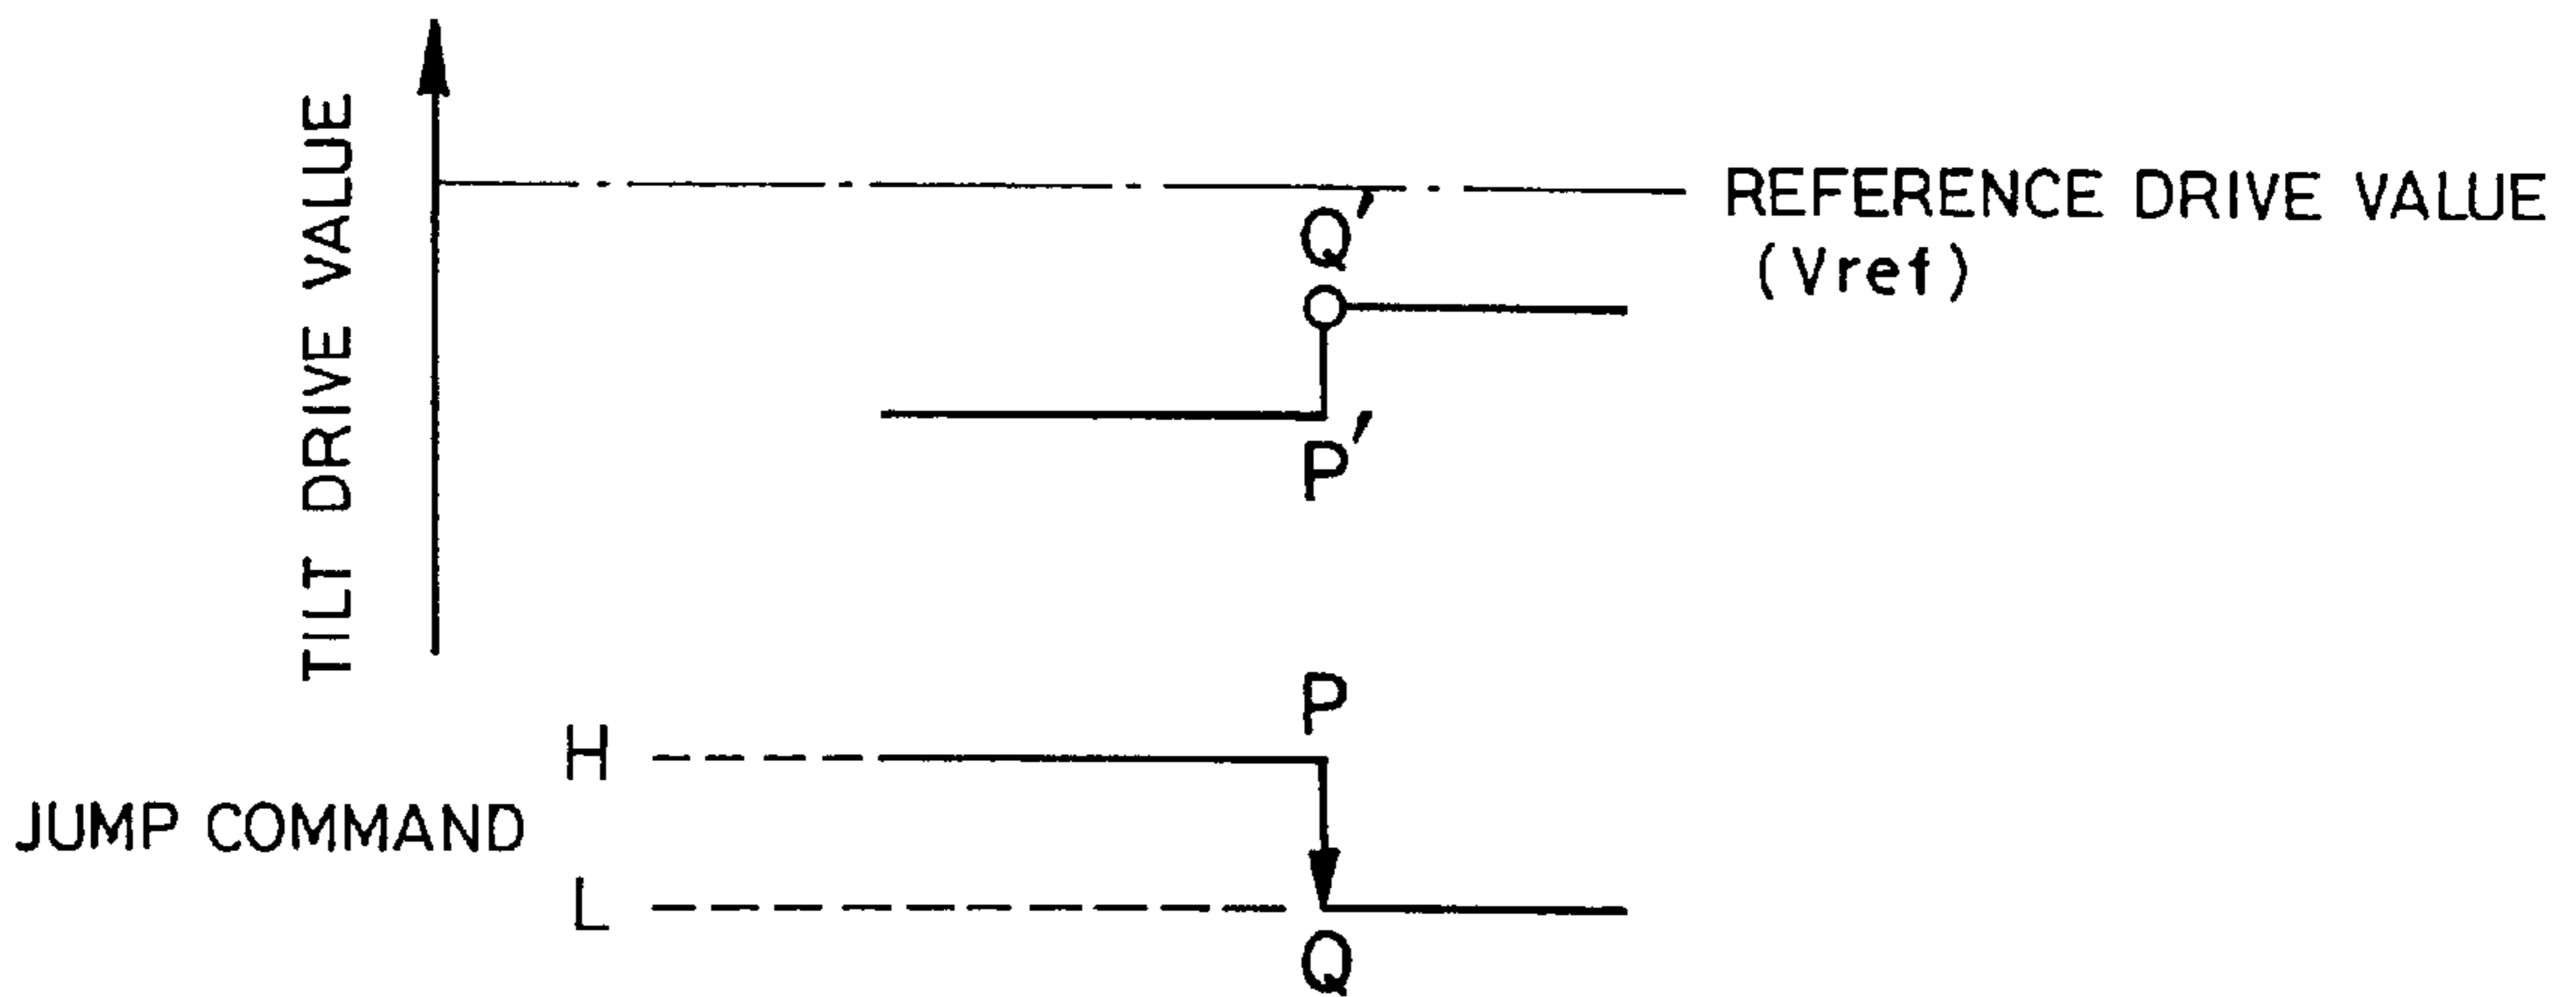 TILT DRIVE VALUE
REFERENCE DRIVE VALUE
(Vref)
Q'
P'
P
H
JUMP COMMAND
L
Q